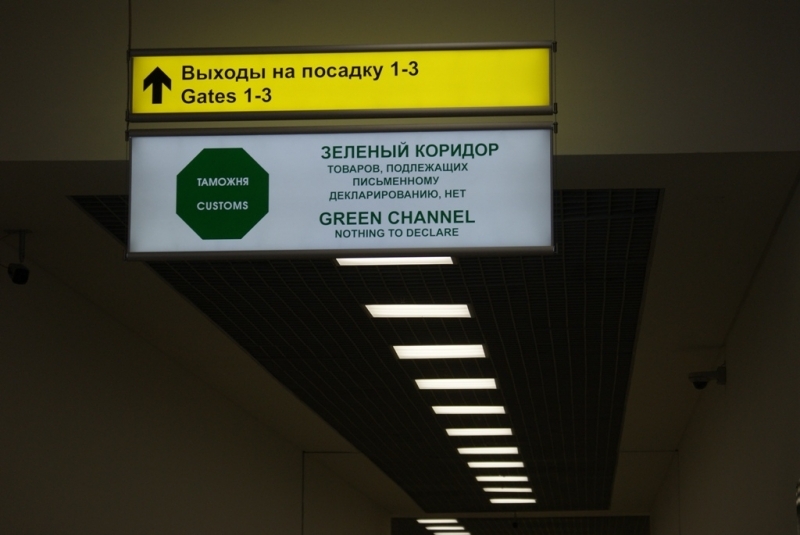 Выходы на посадку 1-3
Gates 1-3
ТАМОЖНЯ
CUSTOMS
ЗЕЛЕНЫЙ КОРИДОР
ТОВАРОВ, ПОДЛЕЖАЩИХ
ПИСЬМЕННОМУ
ДЕКЛАРИРОВАНИЮ, НЕТ
GREEN CHANNEL
NOTHING TO DECLARE